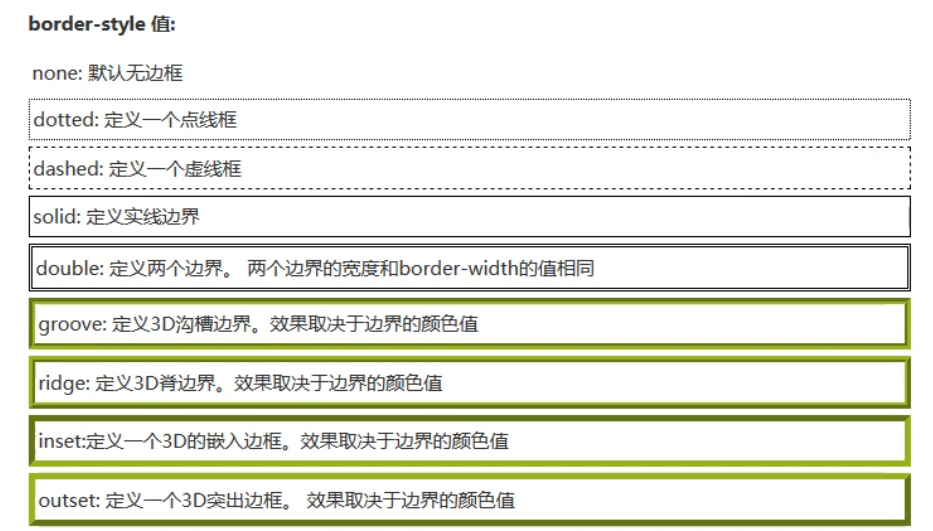 border-style 值:
none: 默认无边框
dotted: 定义一个点线框
dashed: 定义一个虚线框
solid: 定义实线边界
double: 定义两个边界。 两个边界的宽度和border-width的值相同
groove: 定义3D沟槽边界。效果取决于边界的颜色值
ridge: 定义3D脊边界。效果取决于边界的颜色值
inset:定义一个3D的嵌入边框。效果取决于边界的颜色值
outset: 定义一个3D突出边框。 效果取决于边界的颜色值